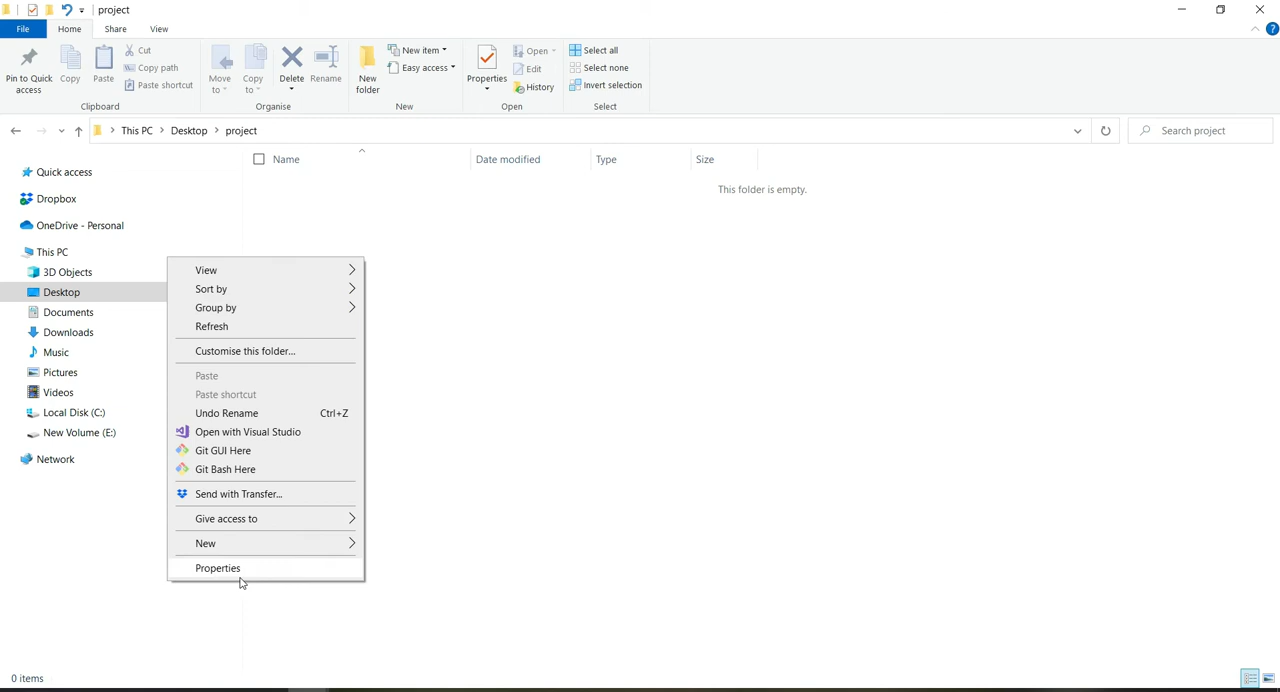 project
File Home Share View
Pin to Quick access
Copy
Paste
Cut
Copy path
Paste shortcut
Clipboard
Move to
Copy to
Delete
Rename
Organise
New folder
New item
Easy access
New
Properties
Open
Edit
History
Open
Select all
Select none
Invert selection
Select
This PC > Desktop > project
Search project
Name Date modified Type Size
This folder is empty.
Quick access
Dropbox
OneDrive - Personal
This PC
3D Objects
Desktop
Documents
Downloads
Music
Pictures
Videos
Local Disk (C:)
New Volume (E:)
Network
View
Sort by
Group by
Refresh
Customise this folder...
Paste
Paste shortcut
Undo Rename Ctrl+Z
Open with Visual Studio
Git GUI Here
Git Bash Here
Send with Transfer...
Give access to
New
Properties
0 items